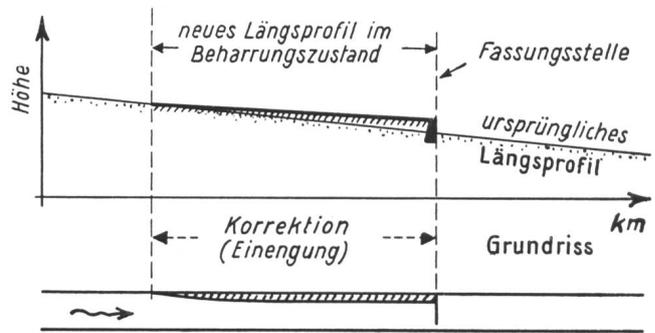 neues Längsprofil im
Beharrungszustand
Fassungsstelle
Höhe
ursprüngliches
Längsprofil
km
Korrektion
(Einengung)
Grundriss